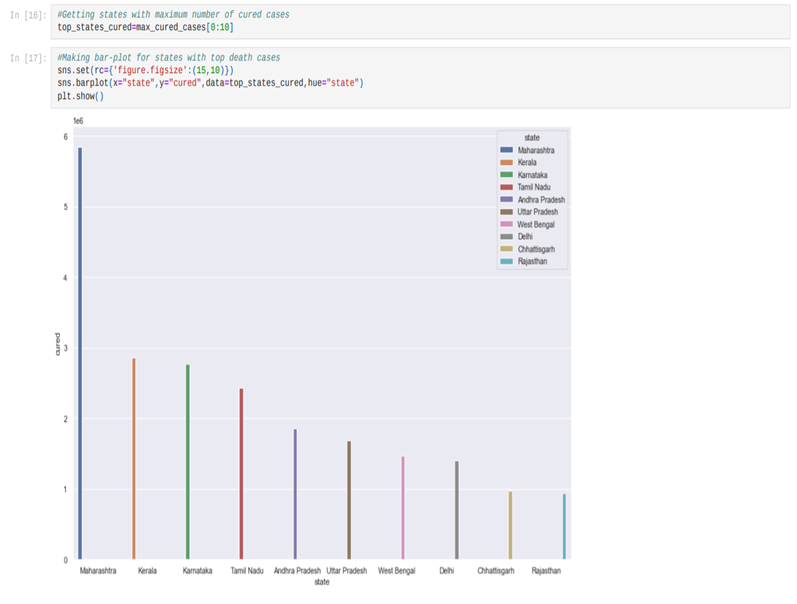 In [16]: #Getting states with maximum number of cured cases
top_states_cured=max_cured_cases[0:10]
In [17]: #Making bar-plot for states with top death cases
sns.set(rc={'figure.figsize':(15,10)})
sns.barplot(x="state",y="cured",data=top_states_cured,hue="state")
plt.show()
1e6
state
Maharashtra
Kerala
Karnataka
Tamil Nadu
Andhra Pradesh
Uttar Pradesh
West Bengal
Delhi
Chhattisgarh
Rajasthan
6
5
4
3
2
1
0
cured
Maharashtra Kerala Karnataka Tamil Nadu Andhra Pradesh Uttar Pradesh West Bengal Delhi Chhattisgarh Rajasthan
state